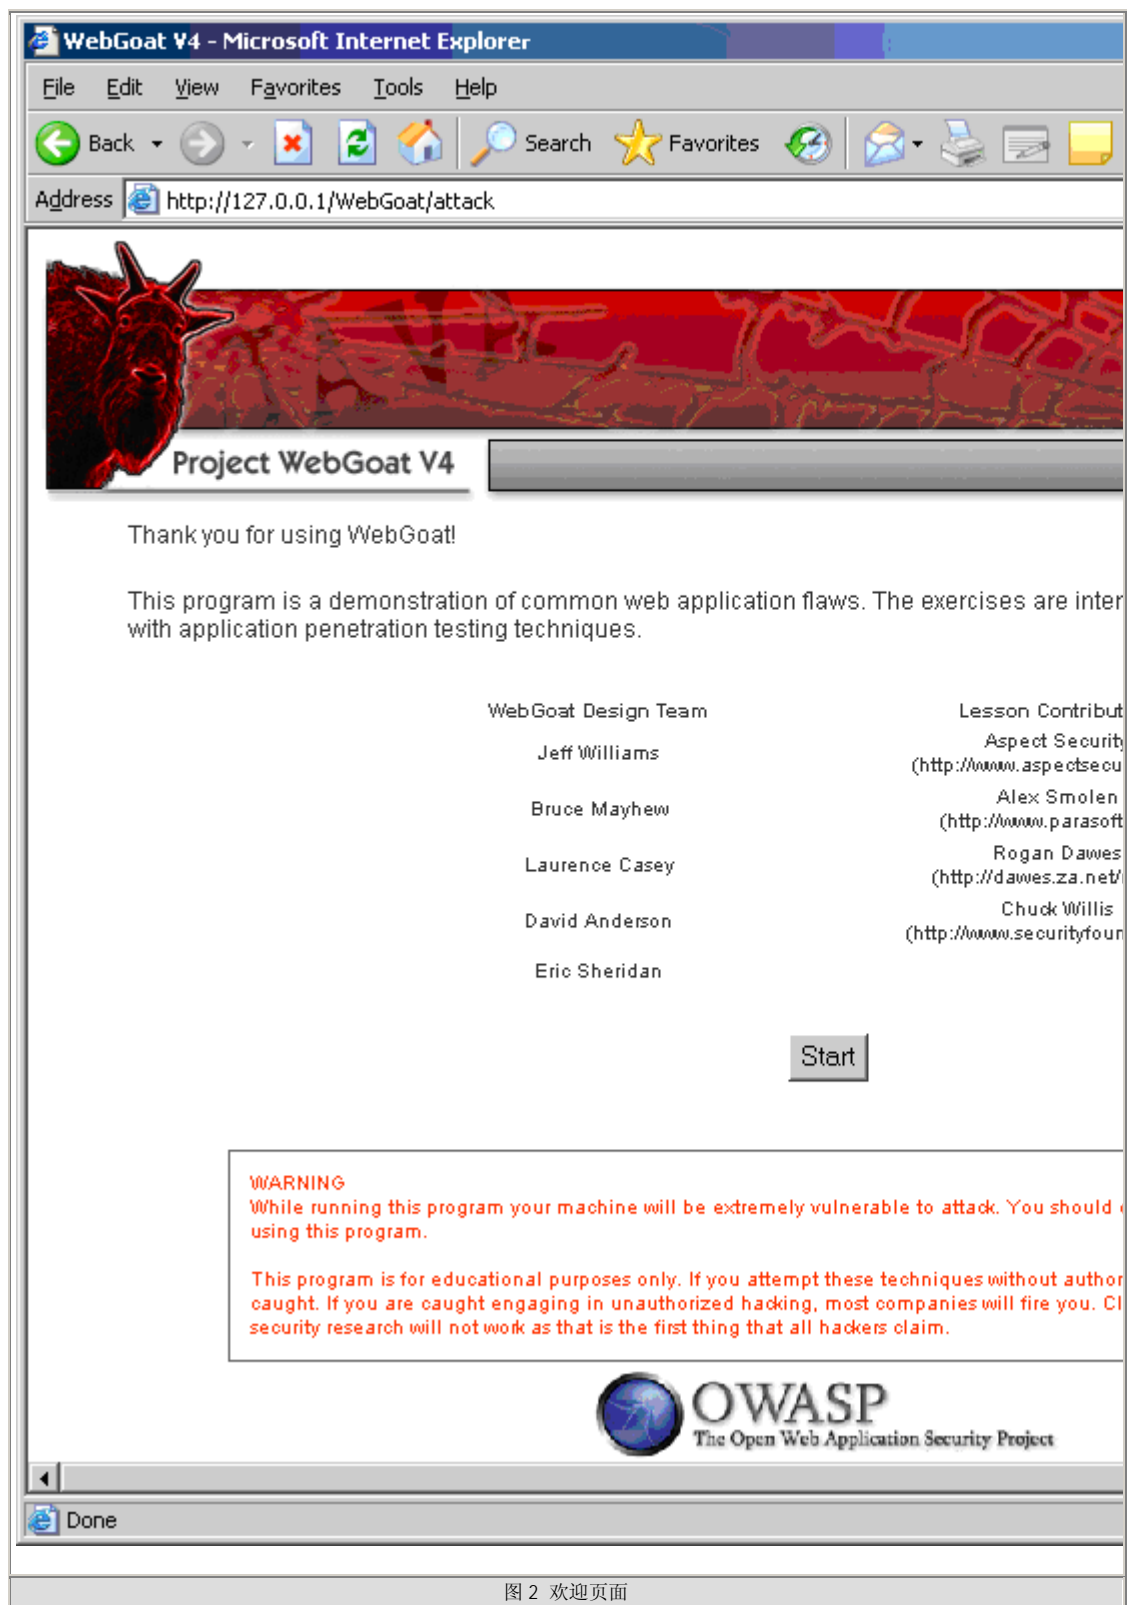 WebGoat V4 - Microsoft Internet Explorer
File Edit View Favorites Tools Help
Back Search Favorites
Address http://127.0.0.1/WebGoat/attack
Project WebGoat V4
Thank you for using WebGoat!
This program is a demonstration of common web application flaws. The exercises are inter
with application penetration testing techniques.
WebGoat Design Team
Jeff Williams
Bruce Mayhew
Laurence Casey
David Anderson
Eric Sheridan
Lesson Contribut
Aspect Security
(http://www.aspectsecu
Alex Smolen
(http://www.parasoft
Rogan Dawes
(http://dawes.za.net/
Chuck Willis
(http://www.securityfour
Start
WARNING
While running this program your machine will be extremely vulnerable to attack. You should
using this program.
This program is for educational purposes only. If you attempt these techniques without author
caught. If you are caught engaging in unauthorized hacking, most companies will fire you. Cl
security research will not work as that is the first thing that all hackers claim.
OWASP
The Open Web Application Security Project
Done
图 2 欢迎页面